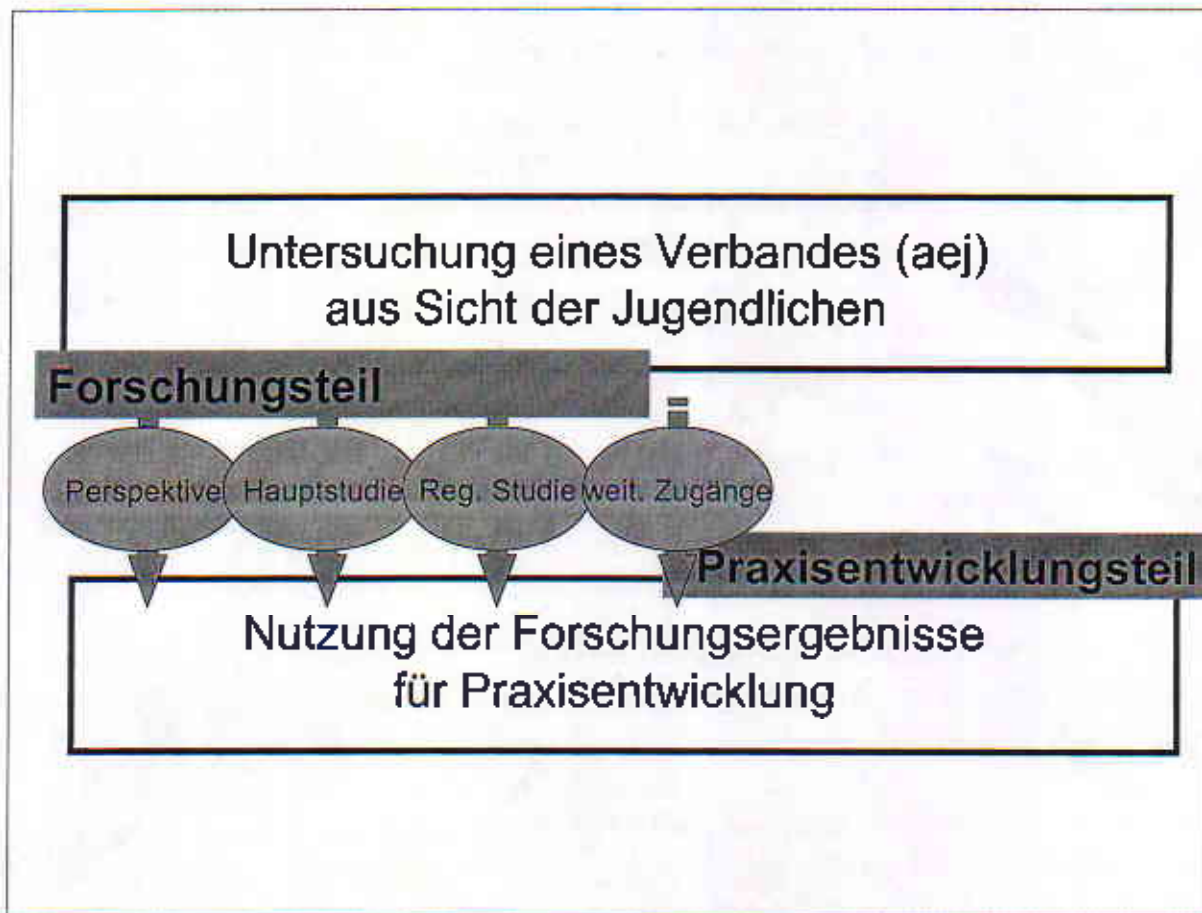 Untersuchung eines Verbandes (aej)
aus Sicht der Jugendlichen
Forschungsteil
Perspektive
Hauptstudie
Reg. Studie
weit. Zugänge
Praxisentwicklungsteil
Nutzung der Forschungsergebnisse
für Praxisentwicklung